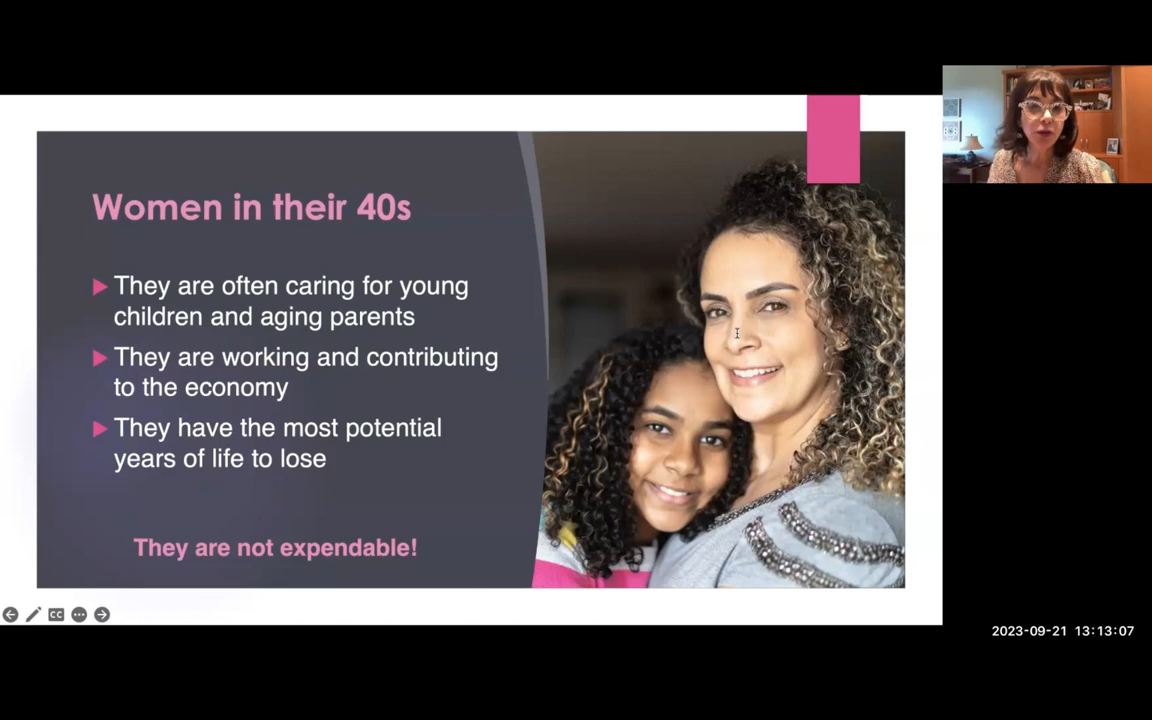 Women in their 40s
They are often caring for young
children and aging parents
They are working and contributing
to the economy
They have the most potential
years of life to lose
They are not expendable!
CC
2023-09-21 13:13:07